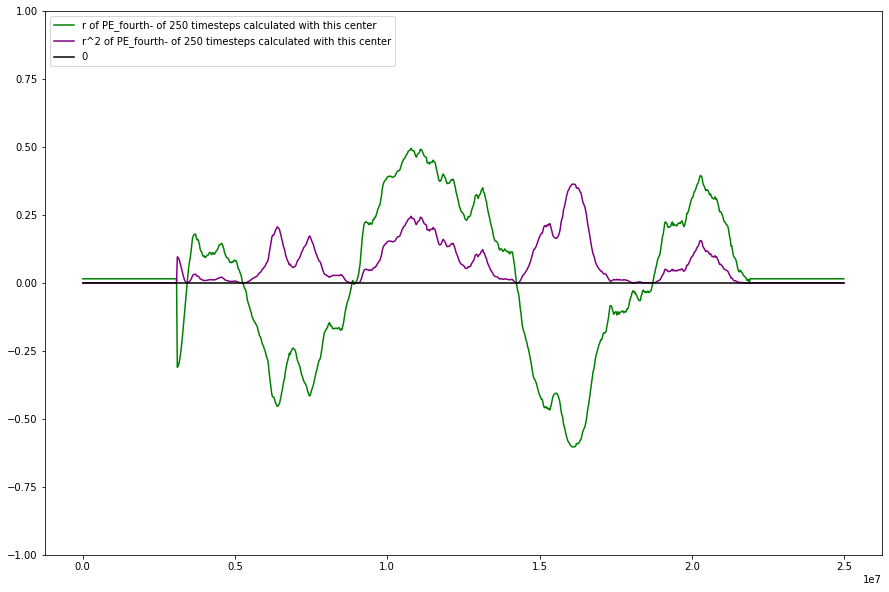 r of PE_fourth- of 250 timesteps calculated with this center
r^2 of PE_fourth- of 250 timesteps calculated with this center
0
1.00
0.75
0.50
0.25
0.00
−0.25
−0.50
−0.75
−1.00
0.0 0.5 1.0 1.5 2.0 2.5
1e7